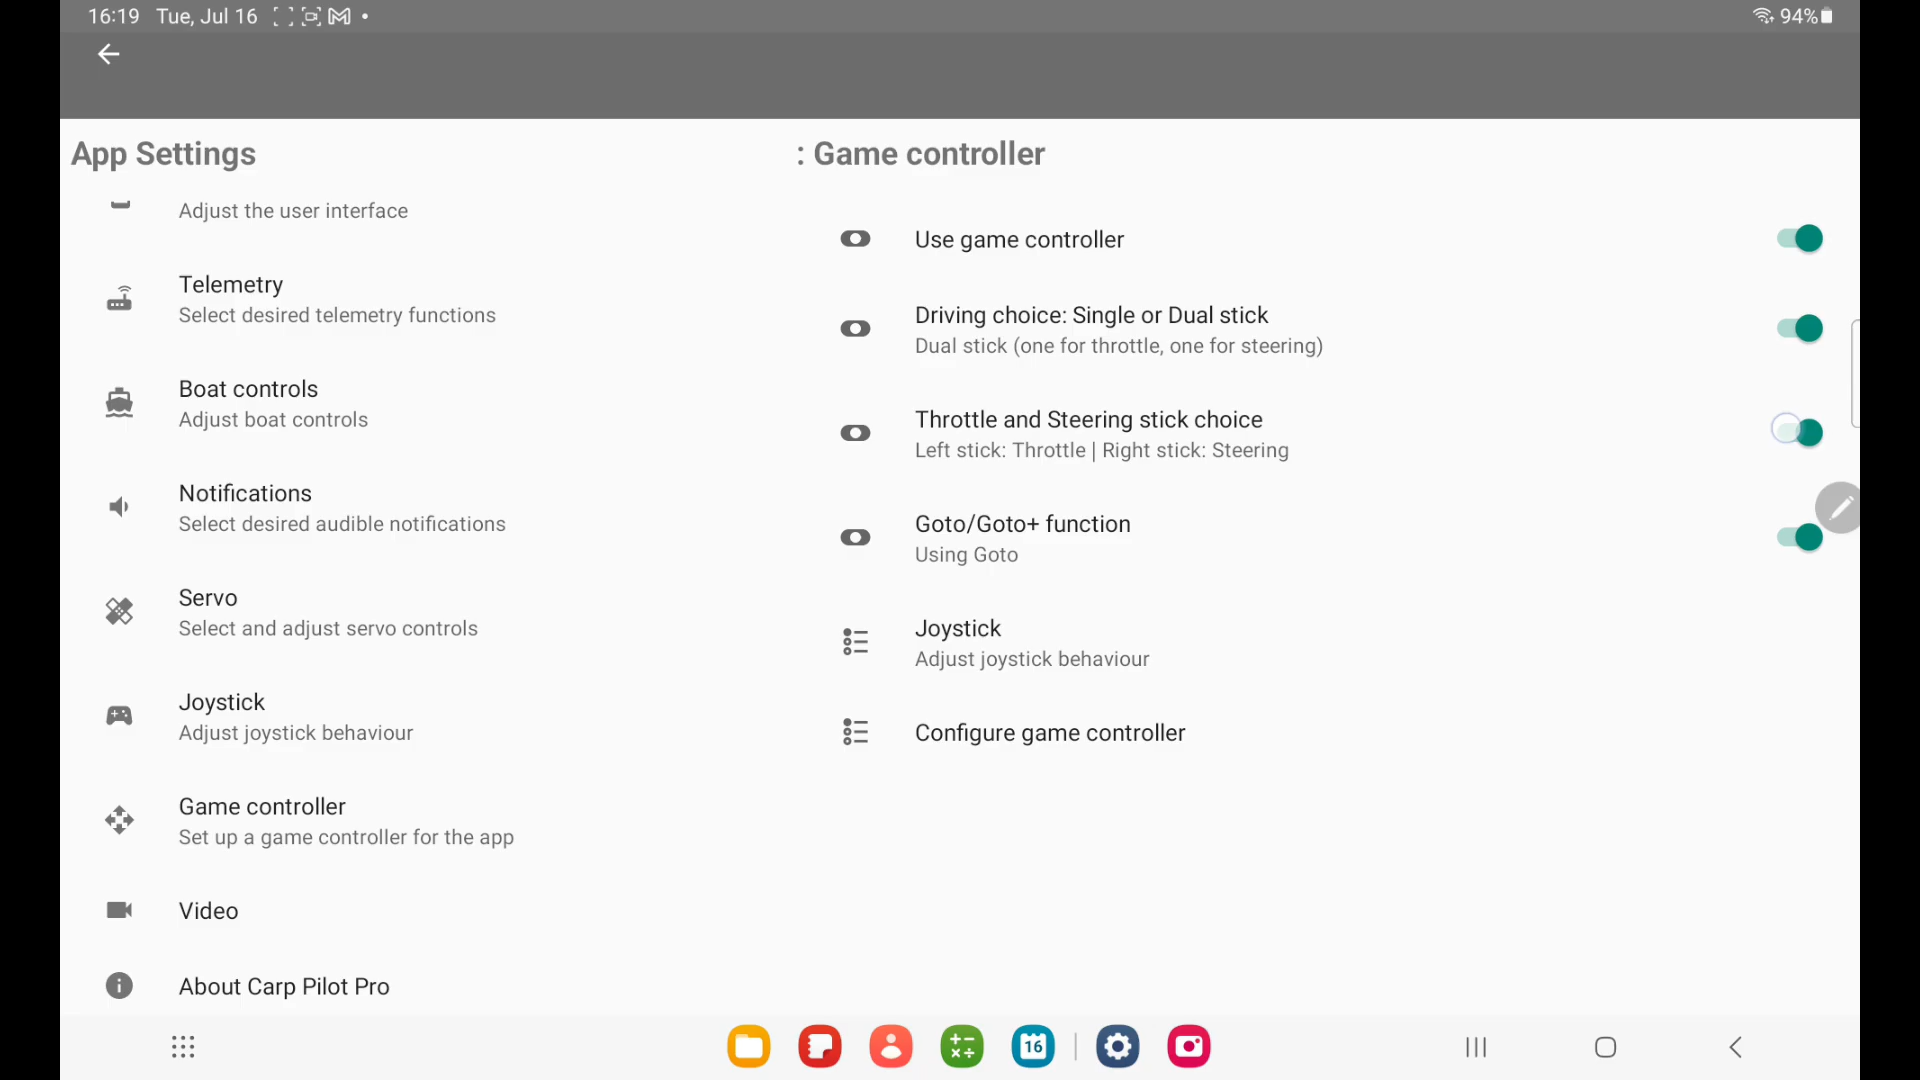 16:19 Tue, Jul 16
94%
App Settings
: Game controller
Adjust the user interface
Telemetry
Select desired telemetry functions
Boat controls
Adjust boat controls
Notifications
Select desired audible notifications
Servo
Select and adjust servo controls
Joystick
Adjust joystick behaviour
Game controller
Set up a game controller for the app
Video
About Carp Pilot Pro
Use game controller
Driving choice: Single or Dual stick
Dual stick (one for throttle, one for steering)
Throttle and Steering stick choice
Left stick: Throttle | Right stick: Steering
Goto/Goto+ function
Using Goto
Joystick
Adjust joystick behaviour
Configure game controller
16